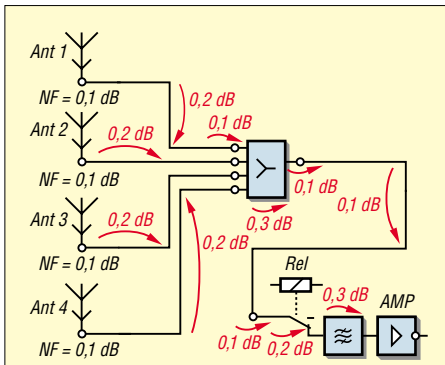 Ant 1
NF = 0,1 dB
0,2 dB
0,1 dB
Ant 2
0,2 dB
NF = 0,1 dB
0,1 dB
0,3 dB
Ant 3
0,2 dB
NF = 0,1 dB
0,2 dB
0,1 dB
Ant 4
NF = 0,1 dB
Rel
0,3 dB
AMP
0,1 dB
0,2 dB